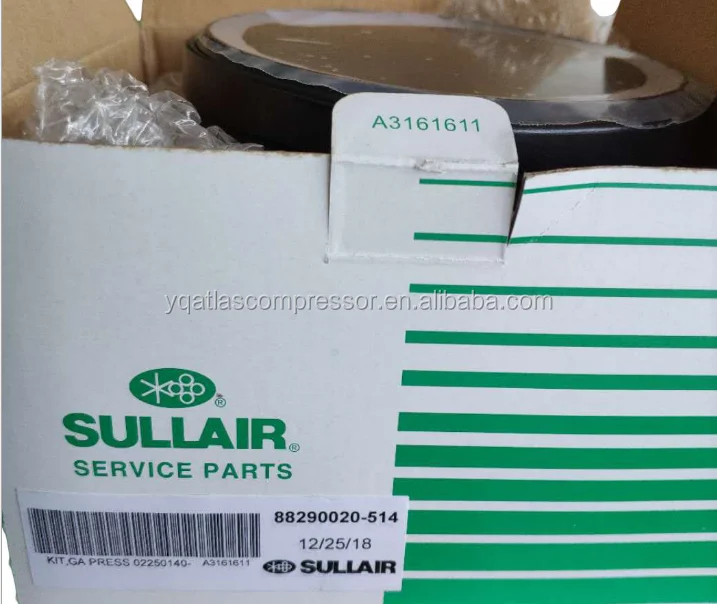 A3161611
yqatlascompressor.en.alibaba.com
®
SULLAIR®
SERVICE PARTS
88290020-514
12/25/18
KIT,GA PRESS 02250140- A3161611
SULLAIR